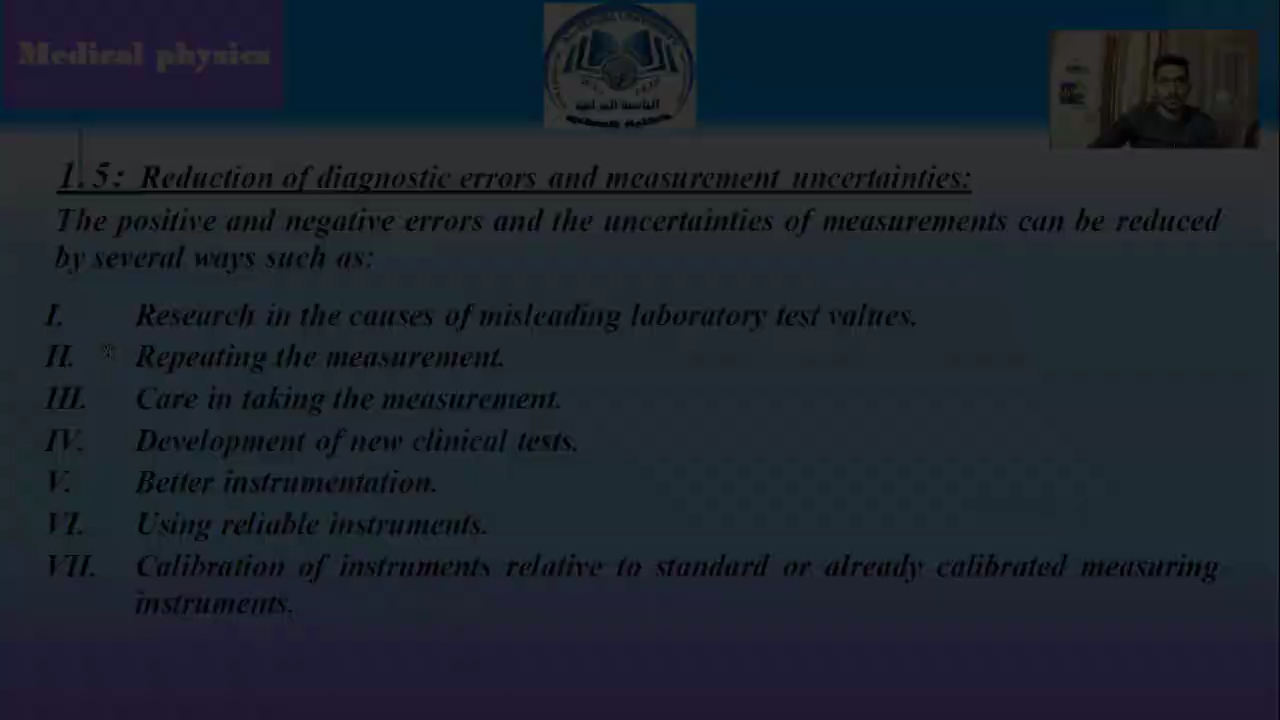 Medical physics
1.5: Reduction of diagnostic errors and measurement uncertainties:
The positive and negative errors and the uncertainties of measurements can be reduced
by several ways such as:
I. Research in the causes of misleading laboratory test values.
II. * Repeating the measurement.
III. Care in taking the measurement.
IV. Development of new clinical tests.
V. Better instrumentation.
VI. Using reliable instruments.
VII. Calibration of instruments relative to standard or already calibrated measuring
instruments.